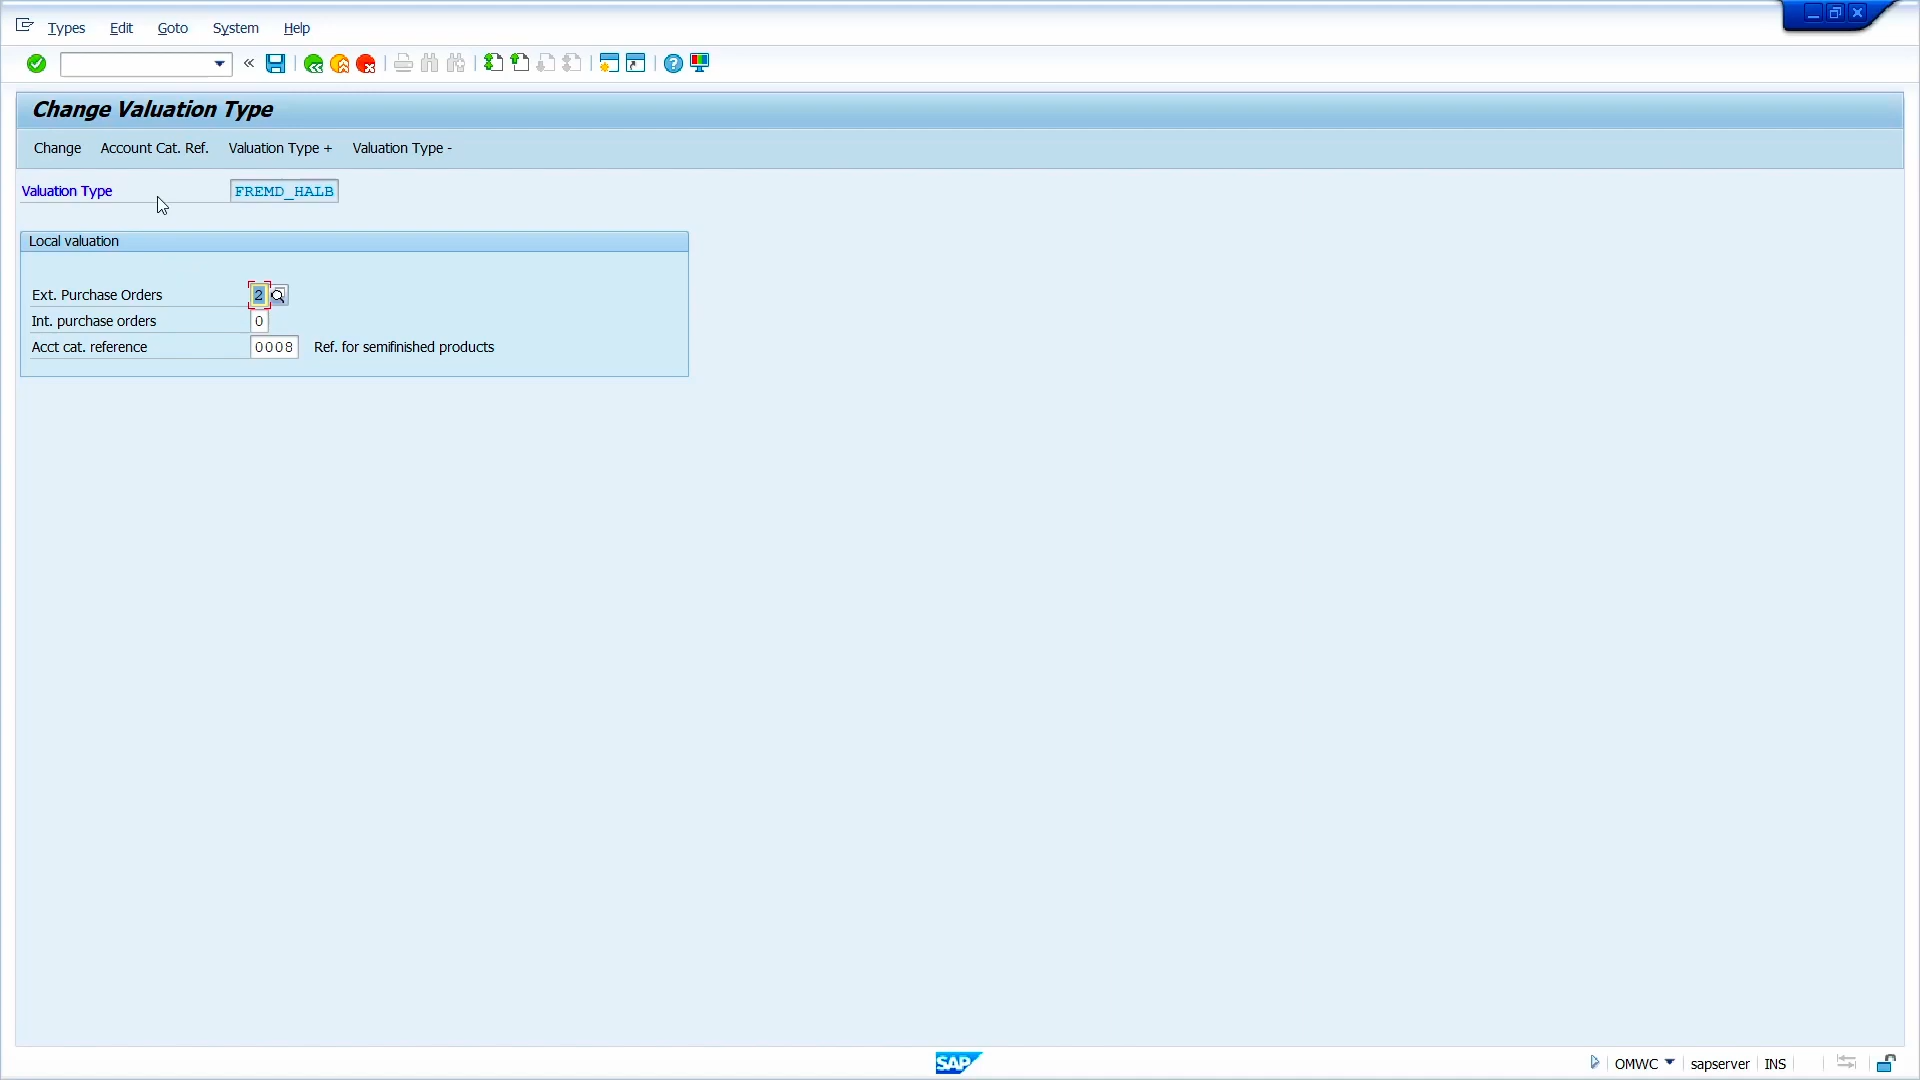 Types Edit Goto System Help
Change Valuation Type
Change Account Cat. Ref. Valuation Type + Valuation Type -
Valuation Type FREMD_HALB
Local valuation
Ext. Purchase Orders 2
Int. purchase orders 0
Acct cat. reference 0008 Ref. for semifinished products
SAP OMWC sapserver INS